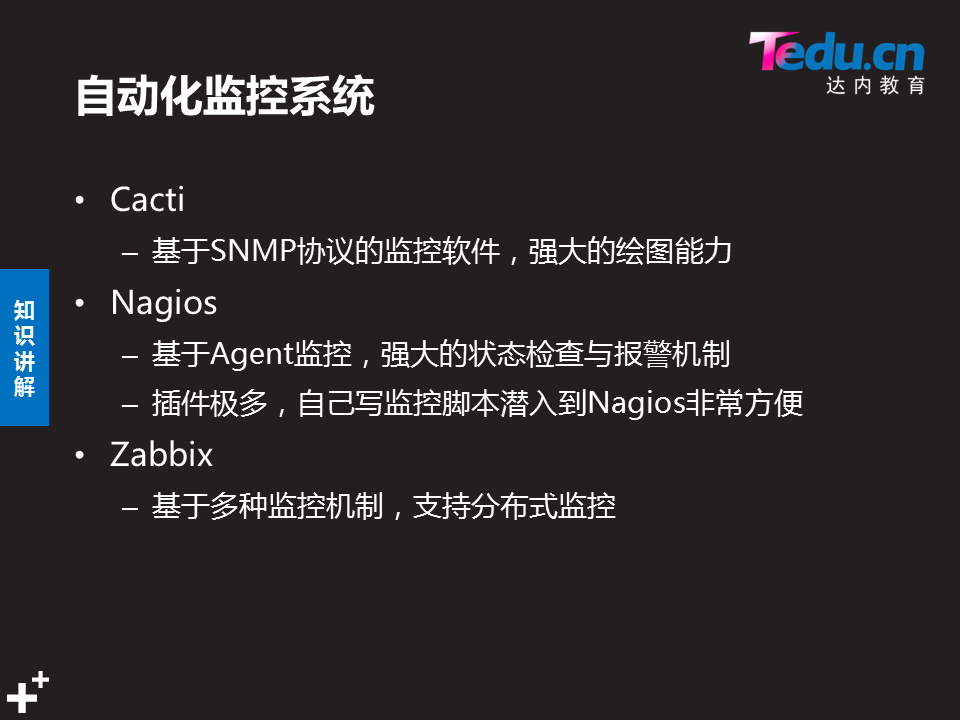 Tedu.cn
达内教育
自动化监控系统
• Cacti
– 基于SNMP协议的监控软件，强大的绘图能力
• Nagios
– 基于Agent监控，强大的状态检查与报警机制
– 插件极多，自己写监控脚本潜入到Nagios非常方便
• Zabbix
– 基于多种监控机制，支持分布式监控
知识讲解